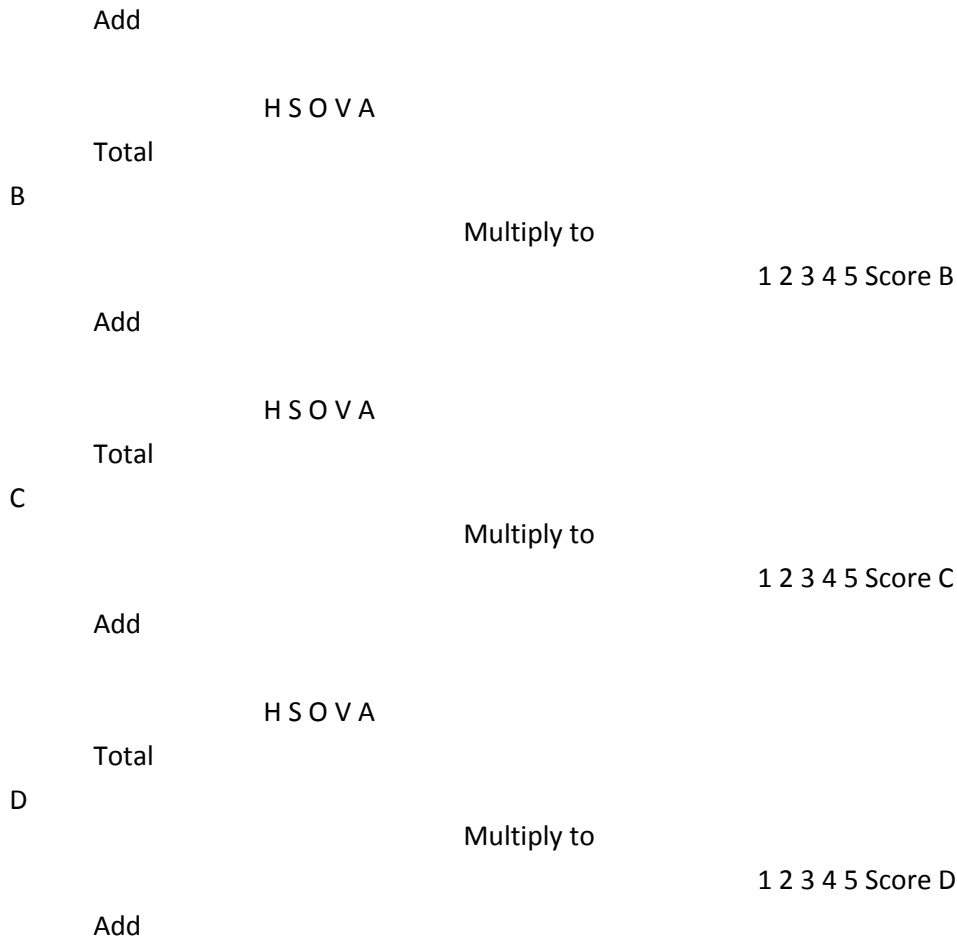 Add
H S O V A
Total
B
Multiply to
1 2 3 4 5 Score B
Add
H S O V A
Total
C
Multiply to
1 2 3 4 5 Score C
Add
H S O V A
Total
D
Multiply to
1 2 3 4 5 Score D
Add